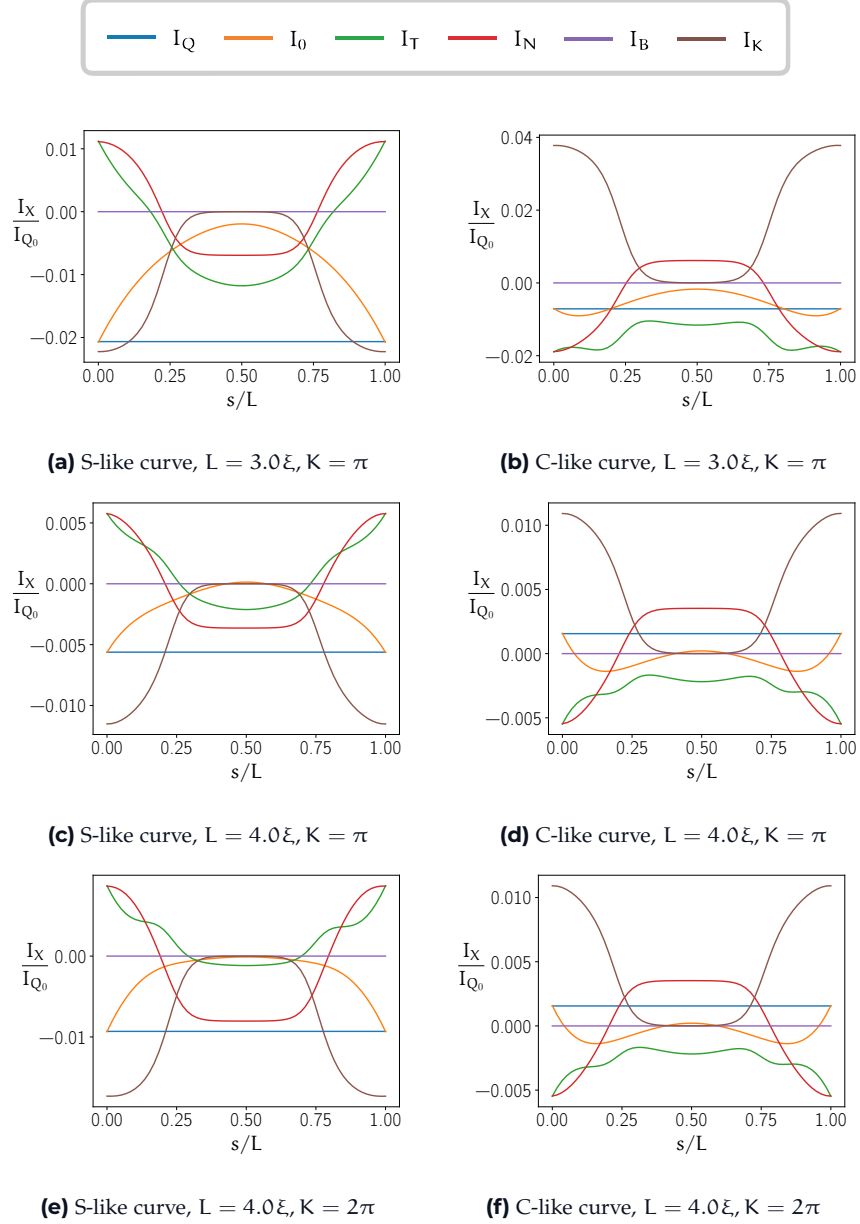 I_Q I_0 I_T I_N I_B I_K
0.01
0.00
−0.01
−0.02
I_X
I_Q₀
0.00 0.25 0.50 0.75 1.00
s/L
(a) S-like curve, L = 3.0ξ, K = π
0.04
0.02
0.00
−0.02
I_X
I_Q₀
0.00 0.25 0.50 0.75 1.00
s/L
(b) C-like curve, L = 3.0ξ, K = π
0.005
0.000
−0.005
−0.010
I_X
I_Q₀
0.00 0.25 0.50 0.75 1.00
s/L
(c) S-like curve, L = 4.0ξ, K = π
0.010
0.005
0.000
−0.005
I_X
I_Q₀
0.00 0.25 0.50 0.75 1.00
s/L
(d) C-like curve, L = 4.0ξ, K = π
0.00
−0.01
I_X
I_Q₀
0.00 0.25 0.50 0.75 1.00
s/L
(e) S-like curve, L = 4.0ξ, K = 2π
0.010
0.005
0.000
−0.005
I_X
I_Q₀
0.00 0.25 0.50 0.75 1.00
s/L
(f) C-like curve, L = 4.0ξ, K = 2π